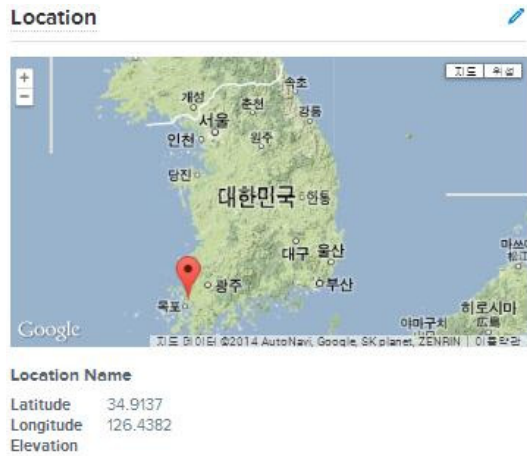 Location
+
−
지도 위성
개성
속초
춘천
강릉
서울
인천
원주
당진
대한민국
안동
대구
울산
광주
부산
목포
마쓰에
松江
히로시마
広島
야마구치
Google
지도 데이터 ©2014 AutoNavi, Google, SK planet, ZENRIN
이용약관
Location Name
Latitude 34.9137
Longitude 126.4382
Elevation